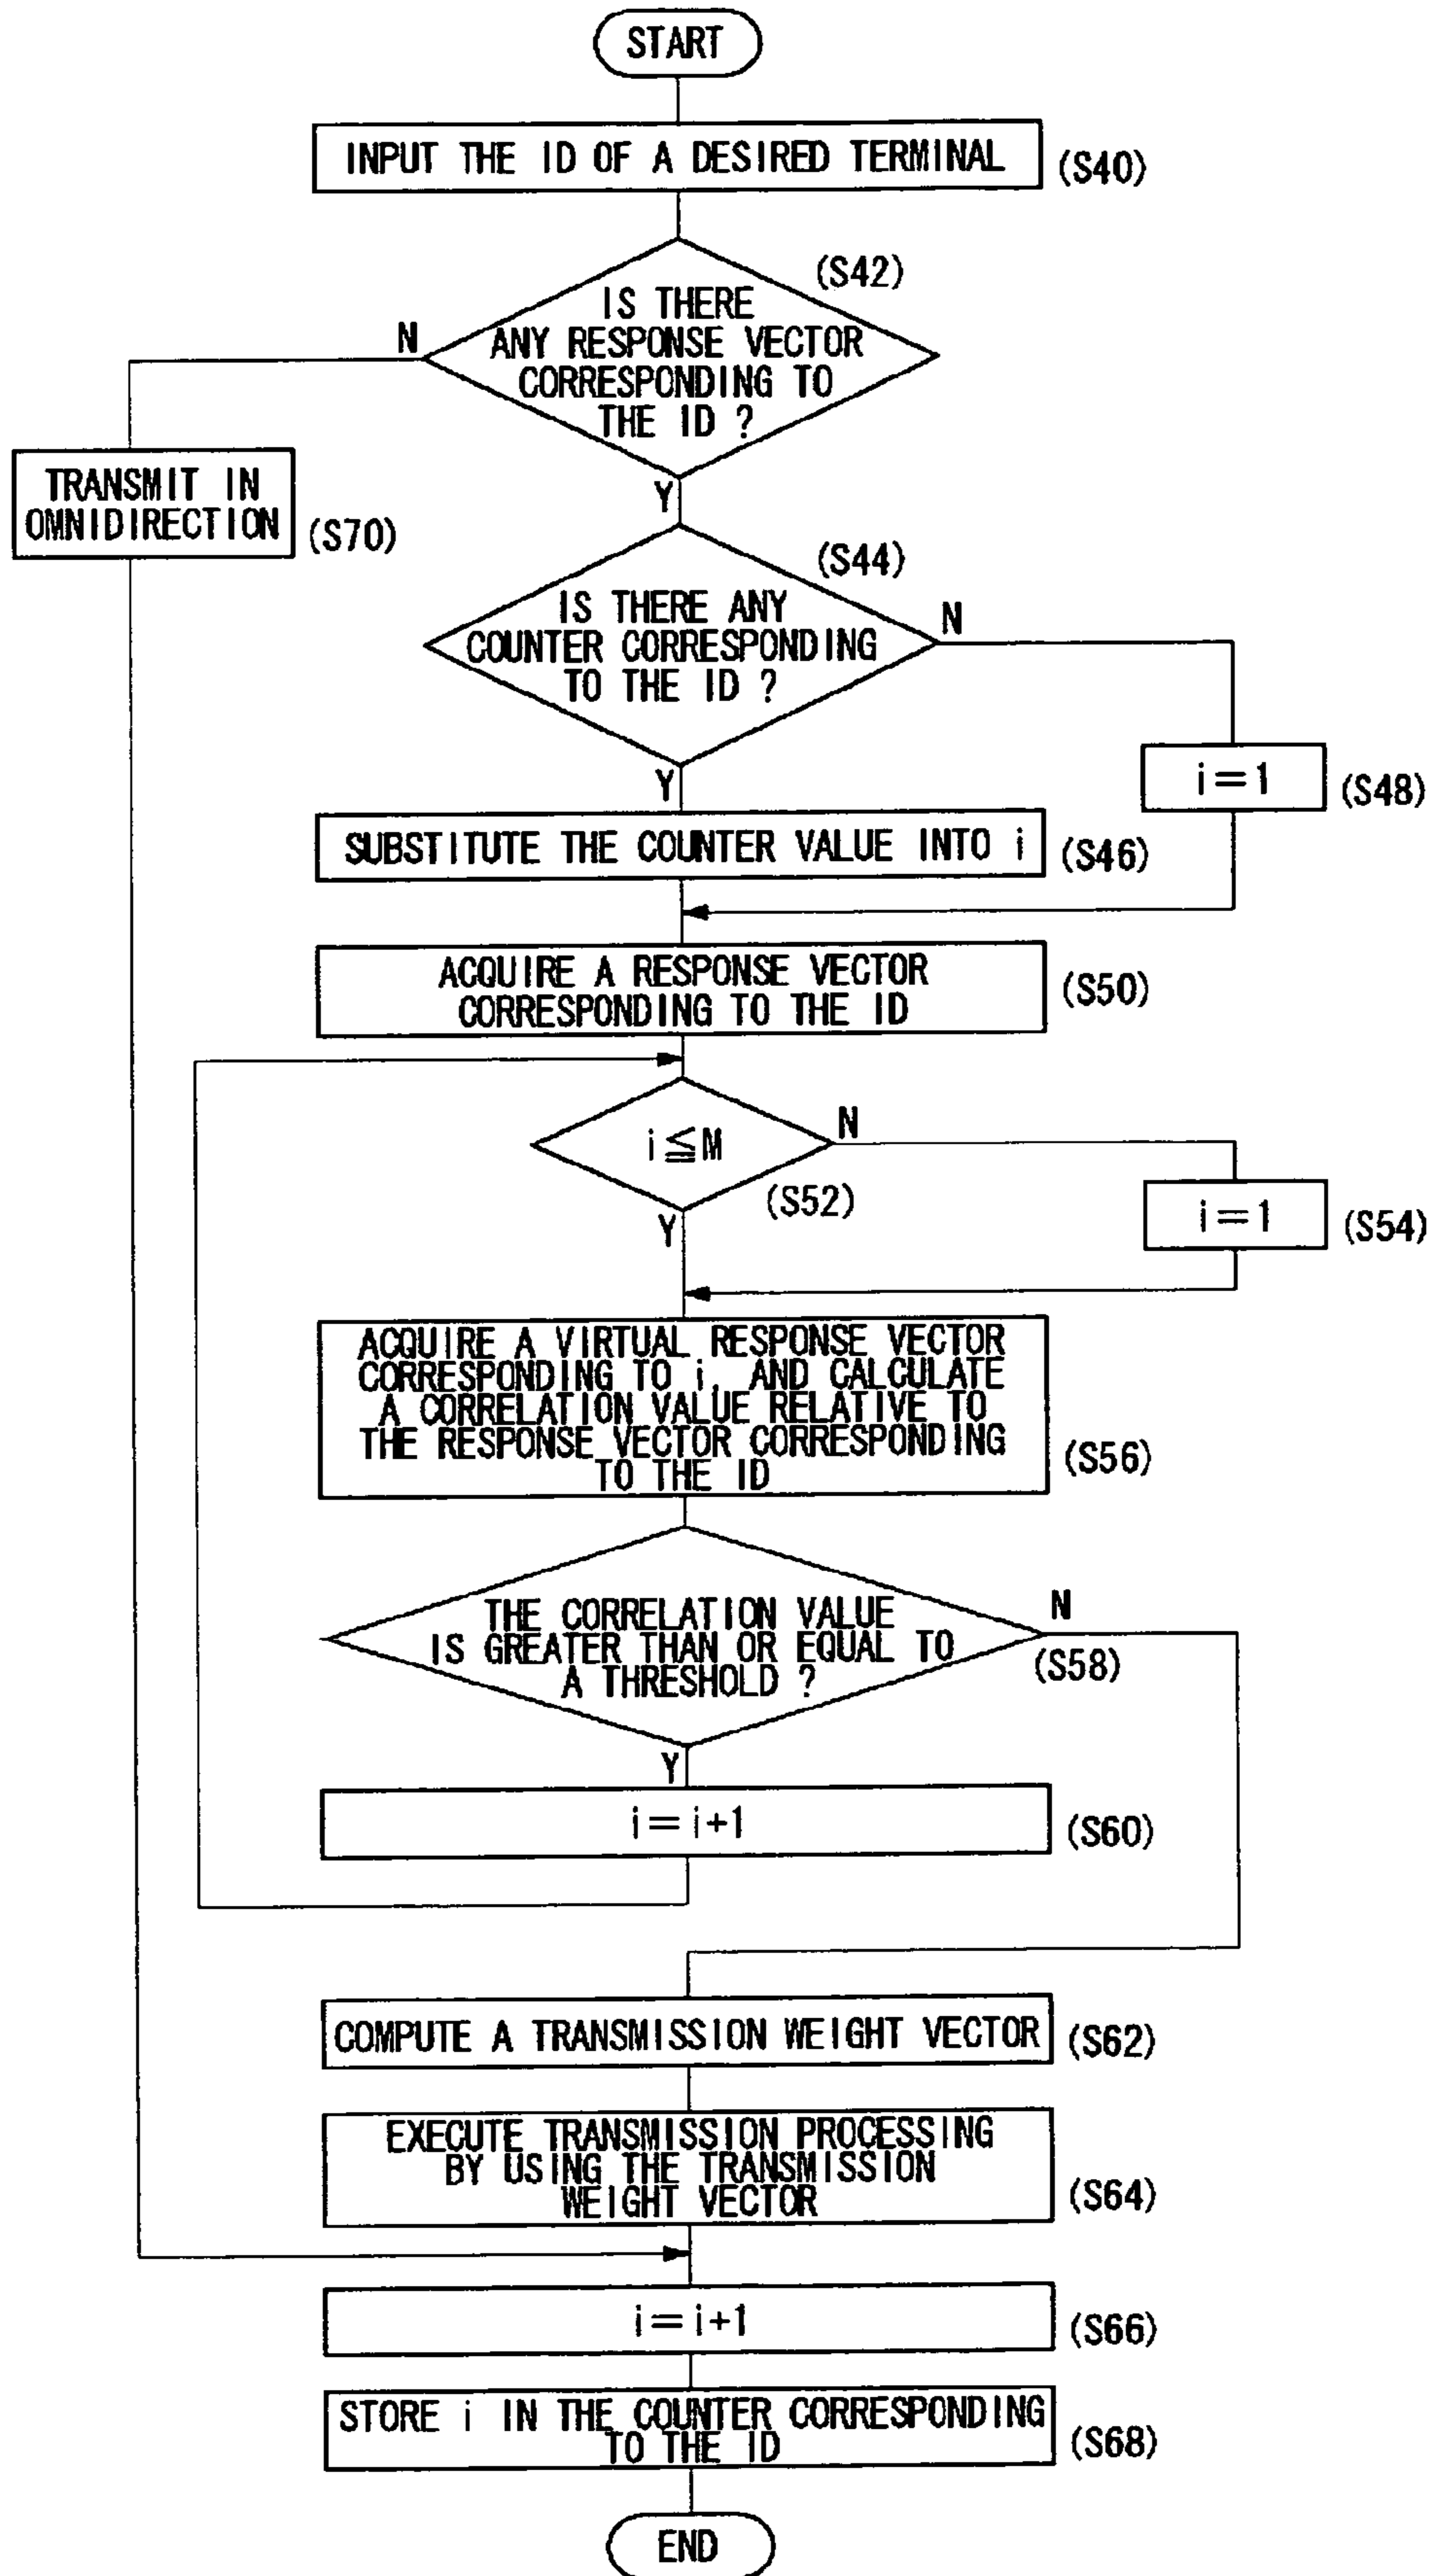 START
INPUT THE ID OF A DESIRED TERMINAL
(S40)
(S42)
IS THERE
ANY RESPONSE VECTOR
CORRESPONDING TO
THE ID ?
N
Y
TRANSMIT IN
OMNIDIRECTION
(S70)
(S44)
IS THERE ANY
COUNTER CORRESPONDING
TO THE ID ?
N
Y
i=1
(S48)
SUBSTITUTE THE COUNTER VALUE INTO i
(S46)
ACQUIRE A RESPONSE VECTOR
CORRESPONDING TO THE ID
(S50)
i≦M
N
(S52)
Y
i=1
(S54)
ACQUIRE A VIRTUAL RESPONSE VECTOR
CORRESPONDING TO i, AND CALCULATE
A CORRELATION VALUE RELATIVE TO
THE RESPONSE VECTOR CORRESPONDING
TO THE ID
(S56)
THE CORRELATION VALUE
IS GREATER THAN OR EQUAL TO
A THRESHOLD ?
N
(S58)
Y
i=i+1
(S60)
COMPUTE A TRANSMISSION WEIGHT VECTOR
(S62)
EXECUTE TRANSMISSION PROCESSING
BY USING THE TRANSMISSION
WEIGHT VECTOR
(S64)
i=i+1
(S66)
STORE i IN THE COUNTER CORRESPONDING
TO THE ID
(S68)
END